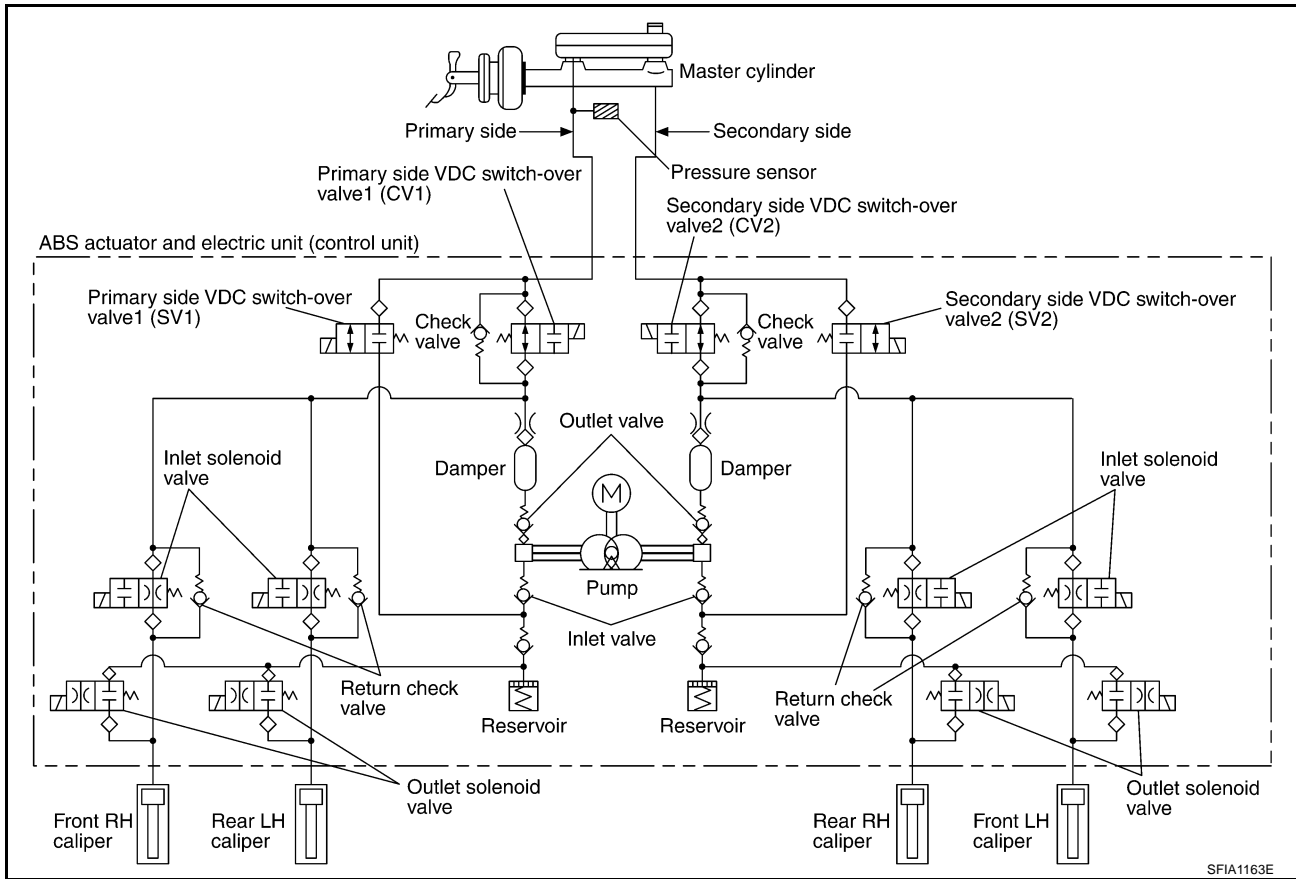 Master cylinder
Primary side
Secondary side
Pressure sensor
Primary side VDC switch-over
valve1 (CV1)
Secondary side VDC switch-over
valve2 (CV2)
ABS actuator and electric unit (control unit)
Primary side VDC switch-over
valve1 (SV1)
Check
valve
Check
valve
Secondary side VDC switch-over
valve2 (SV2)
Outlet valve
Inlet solenoid
valve
Damper
M
Damper
Inlet solenoid
valve
Pump
Inlet valve
Return check
valve
Reservoir
Reservoir
Return check
valve
Outlet solenoid
valve
Outlet solenoid
valve
Front RH
caliper
Rear LH
caliper
Rear RH
caliper
Front LH
caliper
SFIA1163E